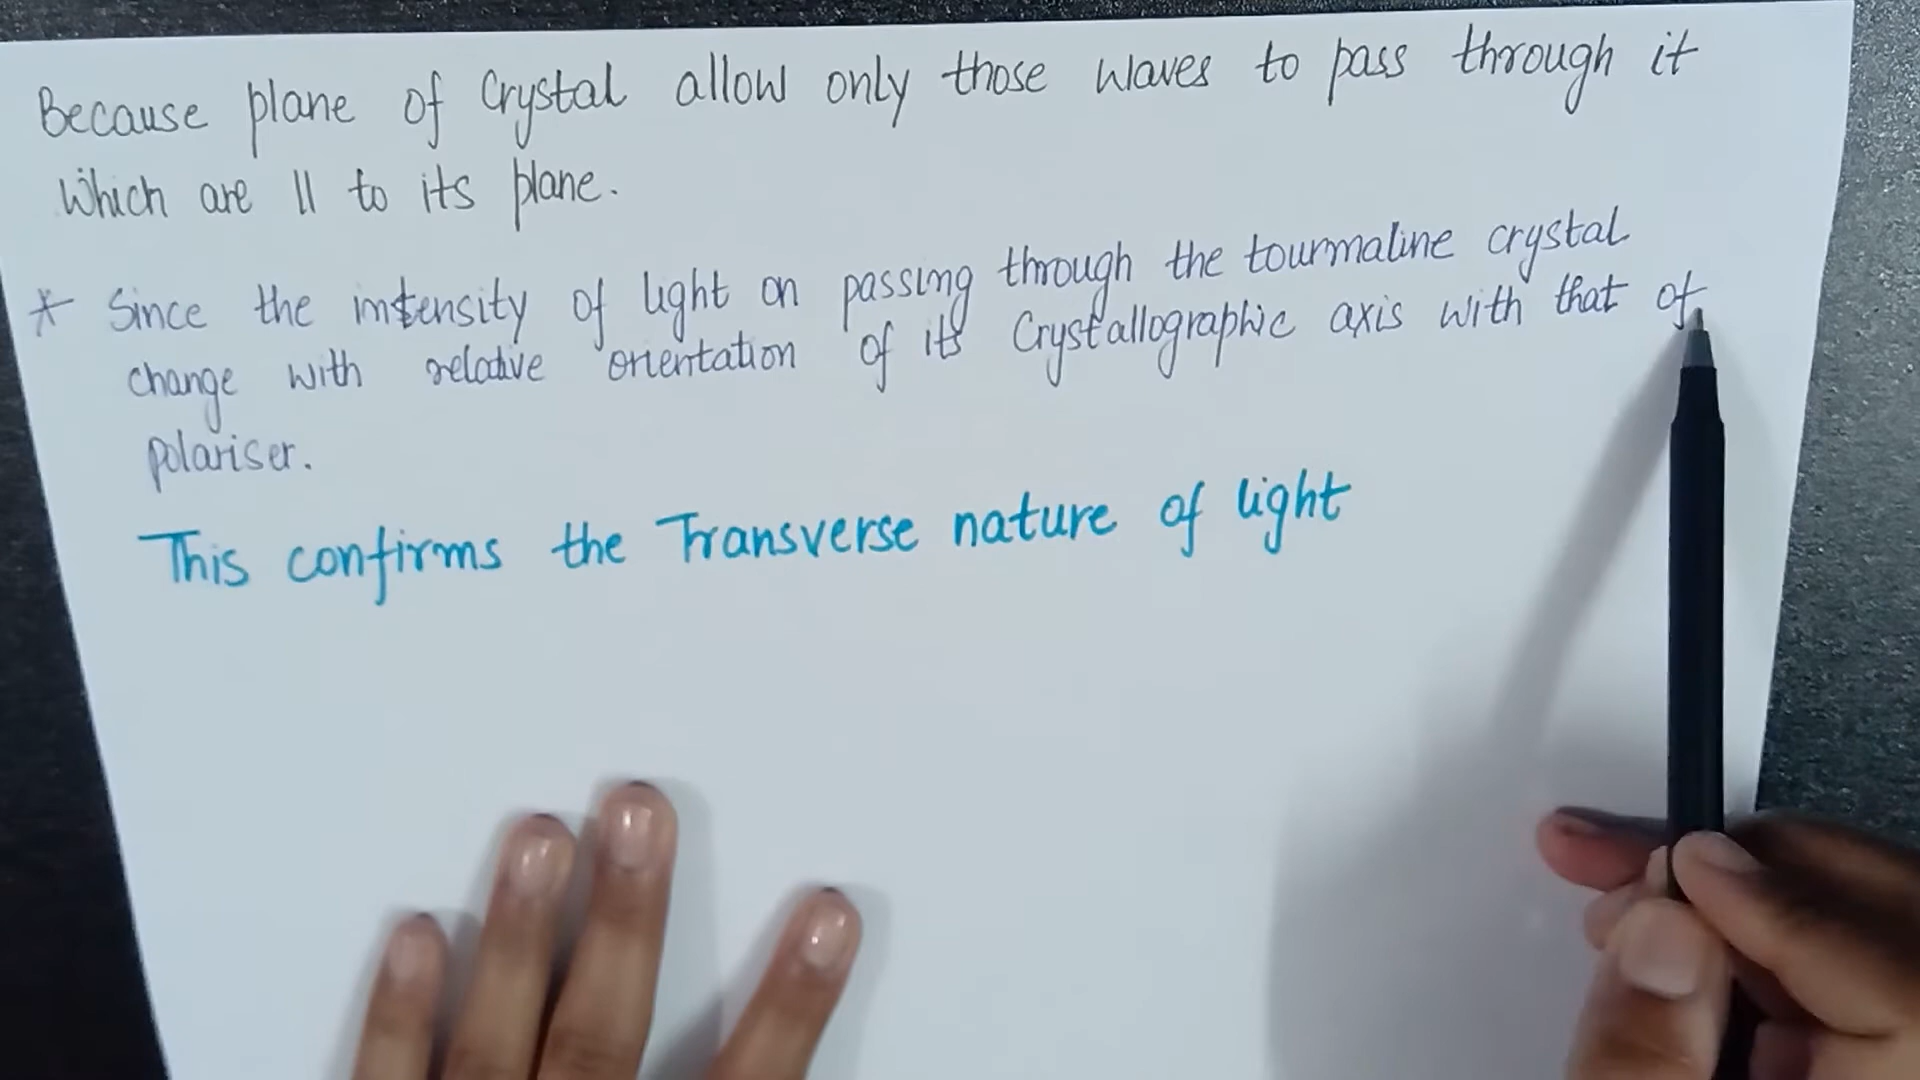 Because plane of Crystal allow only those waves to pass through it
which are || to its plane.
* Since the intensity of light on passing through the tourmaline crystal
change with relative orientation of its Crystallographic axis with that of
polariser.
This confirms the Transverse nature of light